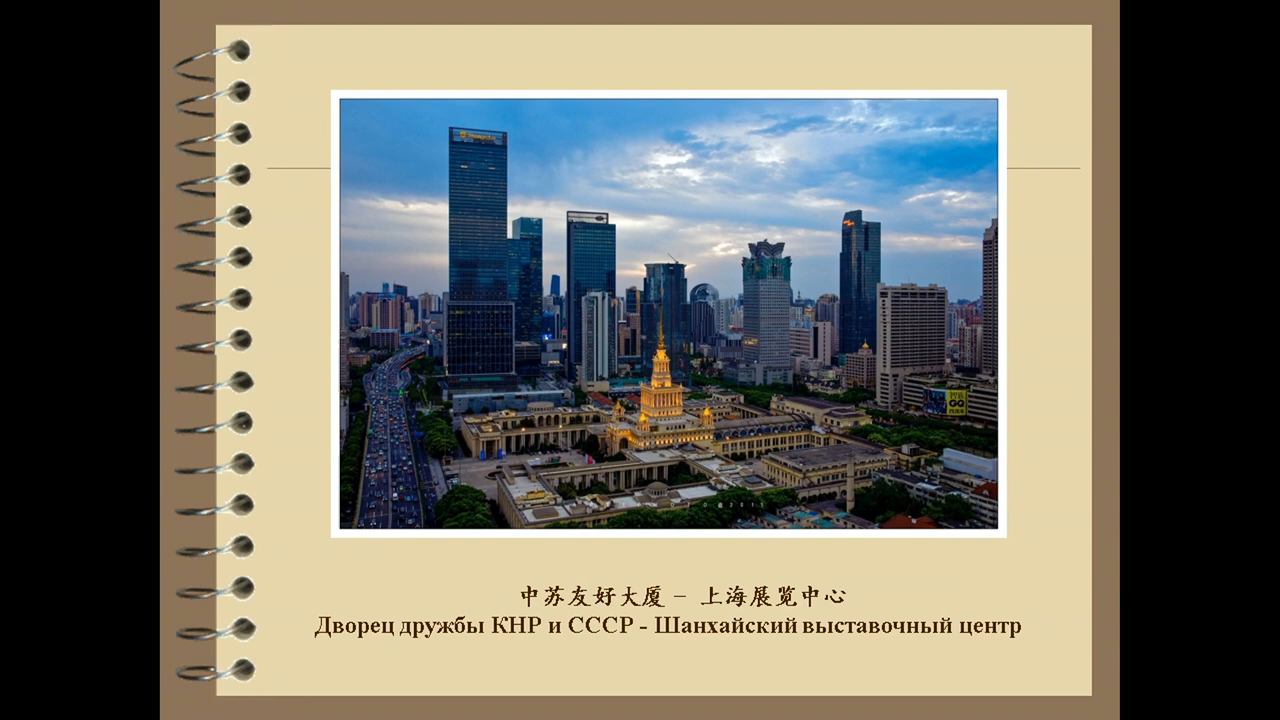 GQ
中苏友好大厦 – 上海展览中心
Дворец дружбы КНР и СССР - Шанхайский выставочный центр